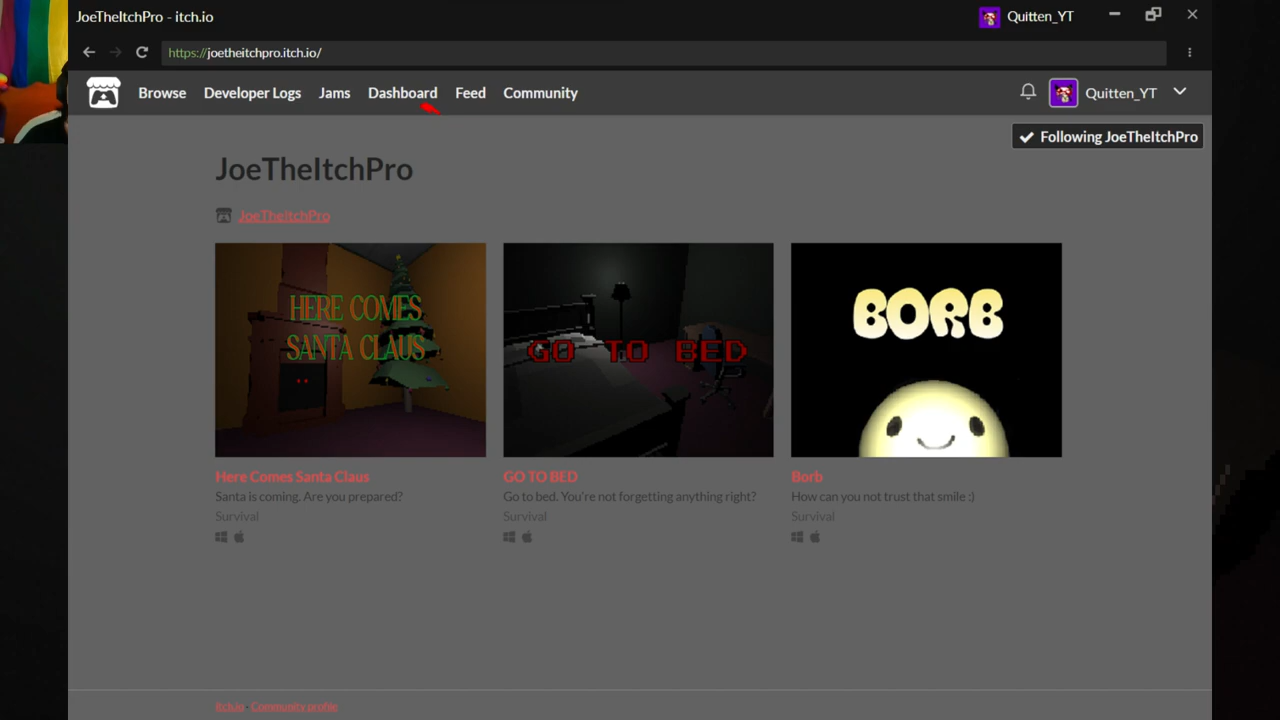 JoeTheItchPro - itch.io
Quitten_YT
https://joetheitchpro.itch.io/
Browse
Developer Logs
Jams
Dashboard
Feed
Community
Quitten_YT
Following JoeTheItchPro
JoeTheItchPro
JoeTheItchPro
HERE COMES
SANTA CLAUS
GO TO BED
BORB
Here Comes Santa Claus
Santa is coming. Are you prepared?
Survival
GO TO BED
Go to bed. You're not forgetting anything right?
Survival
Borb
How can you not trust that smile :)
Survival
itch.io · Community profile